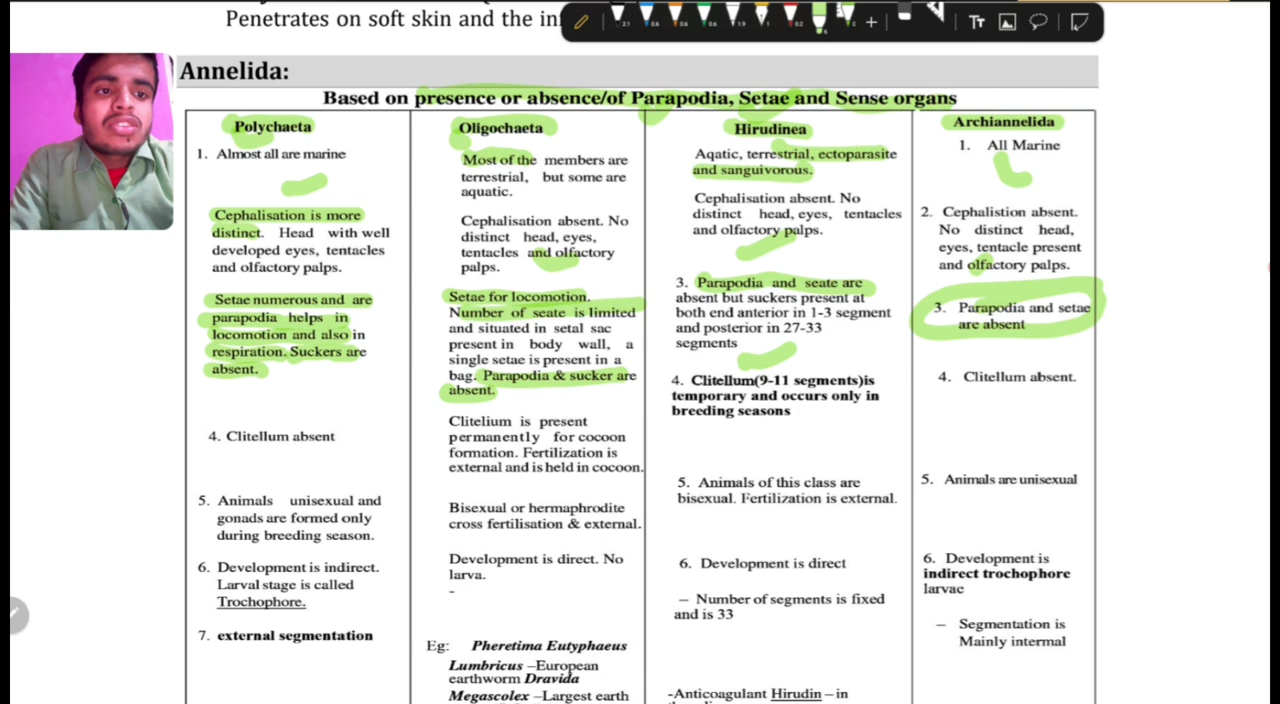 Penetrates on soft skin and the in
Annelida:
Based on presence or absence/of Parapodia, Setae and Sense organs
Polychaeta
1. Almost all are marine
Cephalisation is more
distinct. Head with well
developed eyes, tentacles
and olfactory palps.
Setae numerous and are
parapodia helps in
locomotion and also in
respiration. Suckers are
absent.
4. Clitellum absent
5. Animals unisexual and
gonads are formed only
during breeding season.
6. Development is indirect.
Larval stage is called
Trochophore.
7. external segmentation
Oligochaeta
Most of the members are
terrestrial, but some are
aquatic.
Cephalisation absent. No
distinct head, eyes,
tentacles and olfactory
palps.
Setae for locomotion.
Number of seate is limited
and situated in setal sac
present in body wall, a
single setae is present in a
bag. Parapodia & sucker are
absent.
Clitelium is present
permanently for cocoon
formation. Fertilization is
external and is held in cocoon.
Bisexual or hermaphrodite
cross fertilisation & external.
Development is direct. No
larva.
-
Eg: Pheretima Eutyphaeus
Lumbricus –European
earthworm Dravida
Megascolex –Largest earth
Hirudinea
Aqatic, terrestrial, ectoparasite
and sanguivorous.
Cephalisation absent. No
distinct head, eyes, tentacles
and olfactory palps.
3. Parapodia and seate are
absent but suckers present at
both end anterior in 1-3 segment
and posterior in 27-33
segments
4. Clitellum(9-11 segments)is
temporary and occurs only in
breeding seasons
5. Animals of this class are
bisexual. Fertilization is external.
6. Development is direct
– Number of segments is fixed
and is 33
-Anticoagulant Hirudin – in
Archiannelida
1. All Marine
2. Cephalistion absent.
No distinct head,
eyes, tentacle present
and olfactory palps.
3. Parapodia and setae
are absent
4. Clitellum absent.
5. Animals are unisexual
6. Development is
indirect trochophore
larvae
– Segmentation is
Mainly intermal